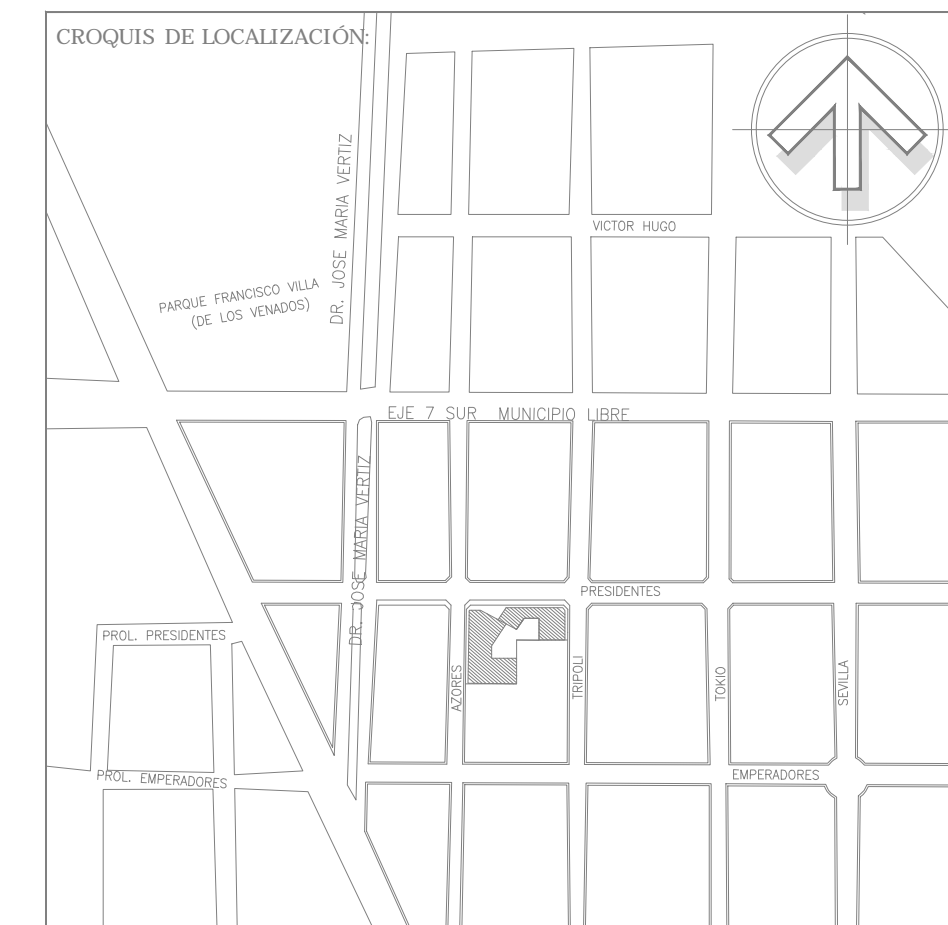 CROQUIS DE LOCALIZACIÓN:
DR. JOSE MARIA VERTIZ
VICTOR HUGO
PARQUE FRANCISCO VILLA
(DE LOS VENADOS)
EJE 7 SUR MUNICIPIO LIBRE
DR. JOSE MARIA VERTIZ
PRESIDENTES
PROL. PRESIDENTES
AZORES
TRIPOLI
TOKIO
SEVILLA
PROL. EMPERADORES
EMPERADORES